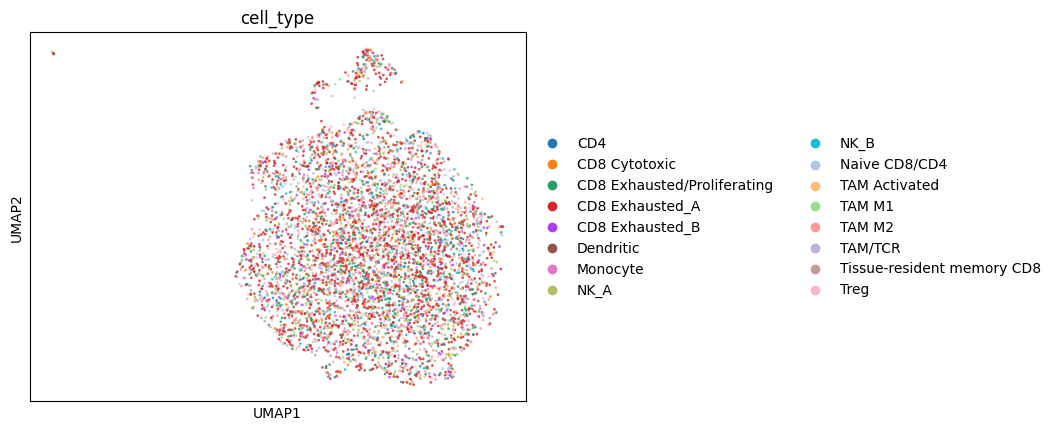 cell_type
UMAP2
UMAP1
CD4
CD8 Cytotoxic
CD8 Exhausted/Proliferating
CD8 Exhausted_A
CD8 Exhausted_B
Dendritic
Monocyte
NK_A
NK_B
Naive CD8/CD4
TAM Activated
TAM M1
TAM M2
TAM/TCR
Tissue-resident memory CD8
Treg